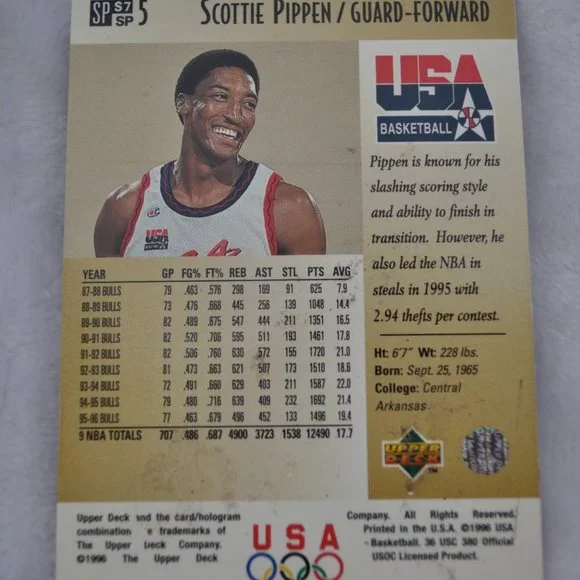 SP S7 SP 5 SCOTTIE PIPPEN / GUARD-FORWARD
USA
BASKETBALL
USA
Pippen is known for his
slashing scoring style
and ability to finish in
transition. However, he
also led the NBA in
steals in 1995 with
2.94 thefts per contest.
YEAR GP FG% FT% REB AST STL PTS AVG
87-88 BULLS 79 .463 .576 298 169 91 625 7.9
88-89 BULLS 73 .476 .668 445 256 139 1048 14.4
89-90 BULLS 82 .489 .675 547 444 211 1351 16.5
90-91 BULLS 82 .520 .706 595 511 193 1461 17.8
91-92 BULLS 82 .506 .760 630 572 155 1720 21.0
92-93 BULLS 81 .473 .663 621 507 173 1510 18.6
93-94 BULLS 72 .491 .660 629 403 211 1587 22.0
94-95 BULLS 79 .480 .716 639 409 232 1692 21.4
95-96 BULLS 77 .463 .679 496 452 133 1496 19.4
9 NBA TOTALS 707 .486 .687 4900 3723 1538 12490 17.7
Ht: 6'7" Wt: 228 lbs.
Born: Sept. 25, 1965
College: Central
Arkansas
UPPER
DECK
TM
Upper Deck and the card/hologram
combination e trademarks of
The Upper Deck Company.
©1996 The Upper Deck
USA
Company. All Rights Reserved.
Printed in the U.S.A. ©1996 USA
Basketball. 36 USC 380 Official
USOC Licensed Product.